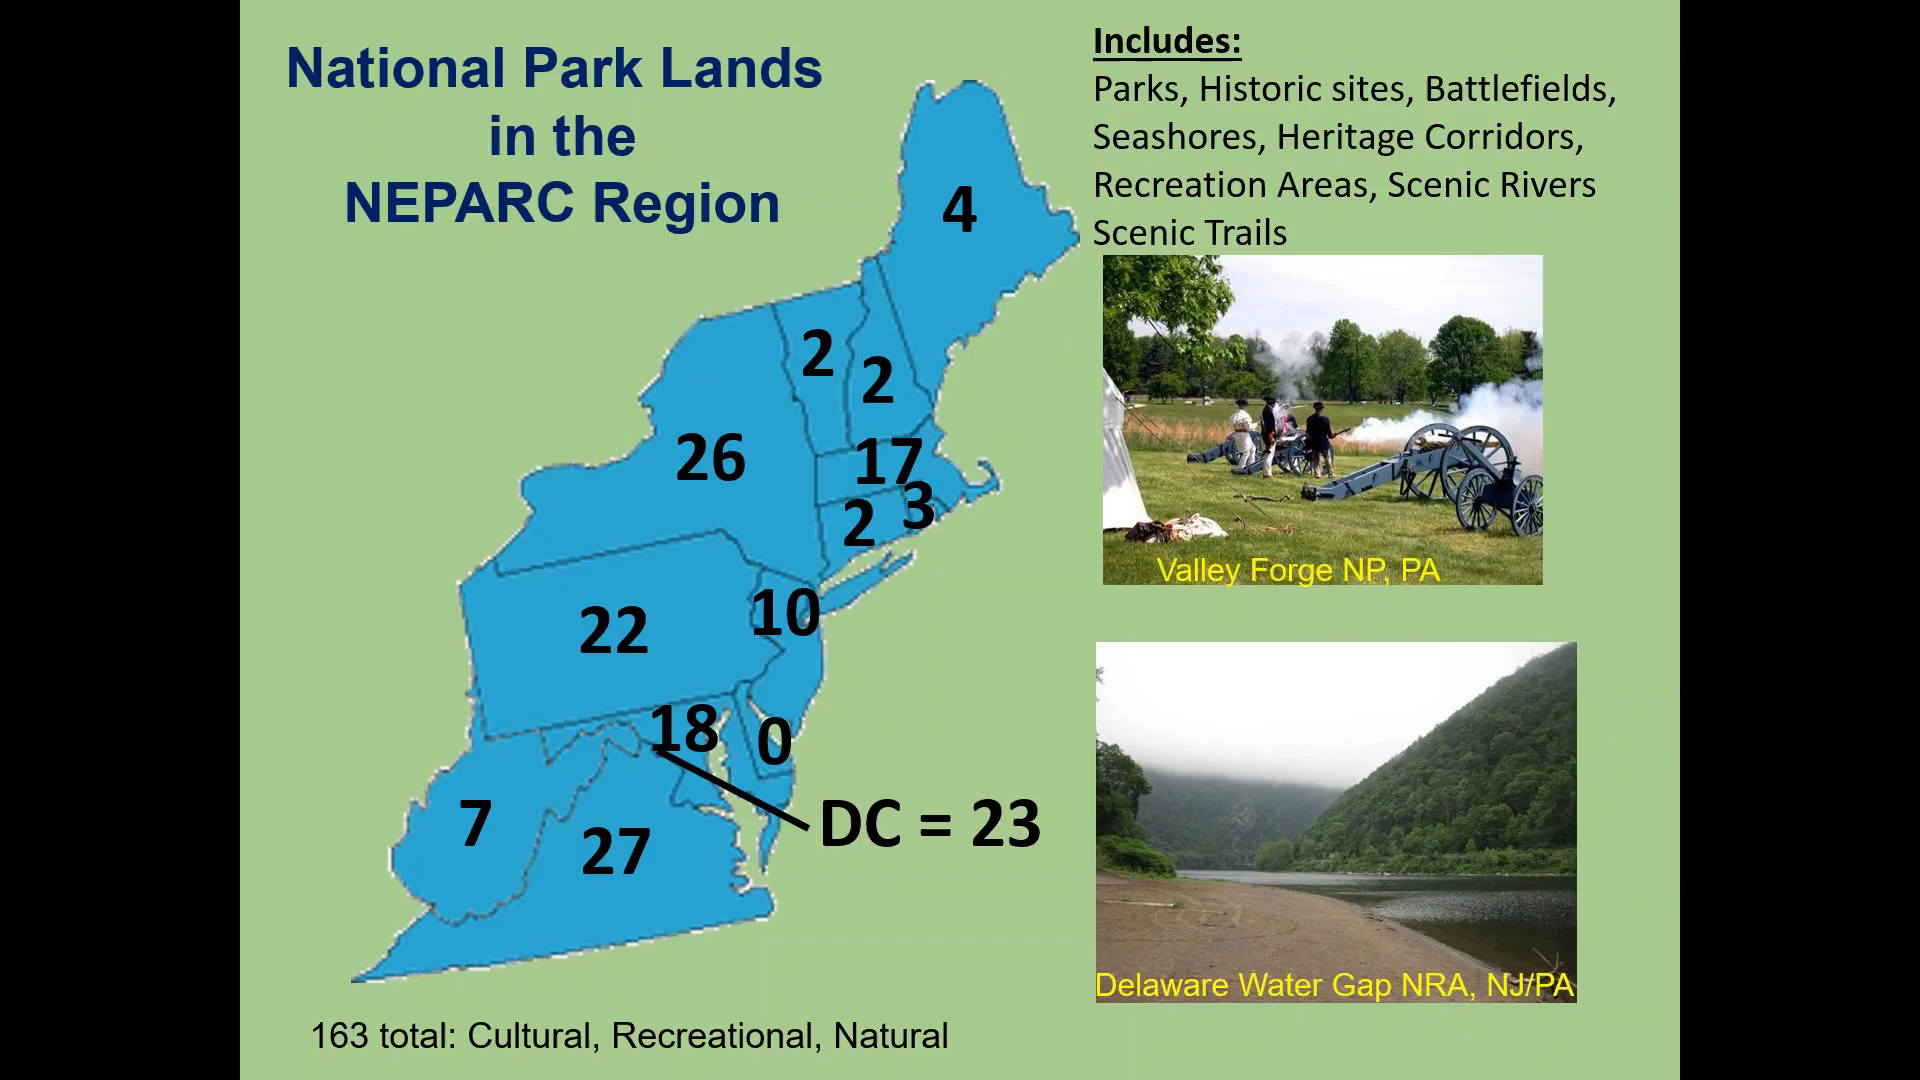 National Park Lands
in the
NEPARC Region
Includes:
Parks, Historic sites, Battlefields,
Seashores, Heritage Corridors,
Recreation Areas, Scenic Rivers
Scenic Trails
4
2
2
26
17
3
2
10
22
18
0
7
27
DC = 23
Valley Forge NP, PA
Delaware Water Gap NRA, NJ/PA
163 total: Cultural, Recreational, Natural